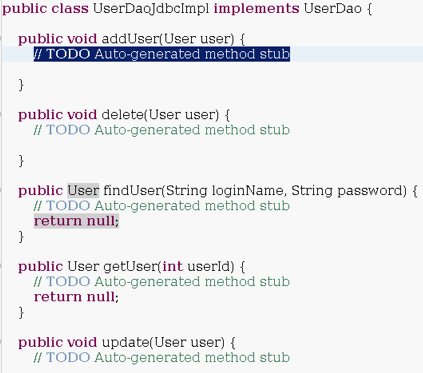 public class UserDaoJdbcImpl implements UserDao {
public void addUser(User user) {
// TODO Auto-generated method stub
}
public void delete(User user) {
// TODO Auto-generated method stub
}
public User findUser(String loginName, String password) {
// TODO Auto-generated method stub
return null;
}
public User getUser(int userId) {
// TODO Auto-generated method stub
return null;
}
public void update(User user) {
// TODO Auto-generated method stub